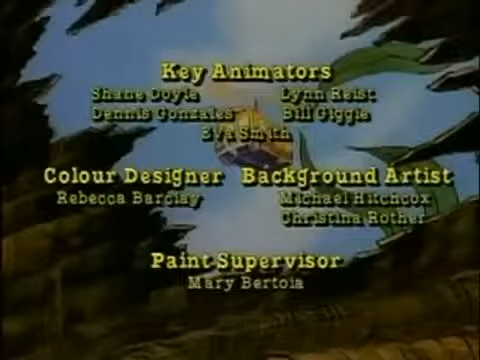 Key Animators
Shane Doyle Lynn Reist
Dennis Gonzales Bill Giggie
Eva Smith
Colour Designer Background Artist
Rebecca Barclay Michael Hitchcox
Christina Rother
Paint Supervisor
Mary Bertoia